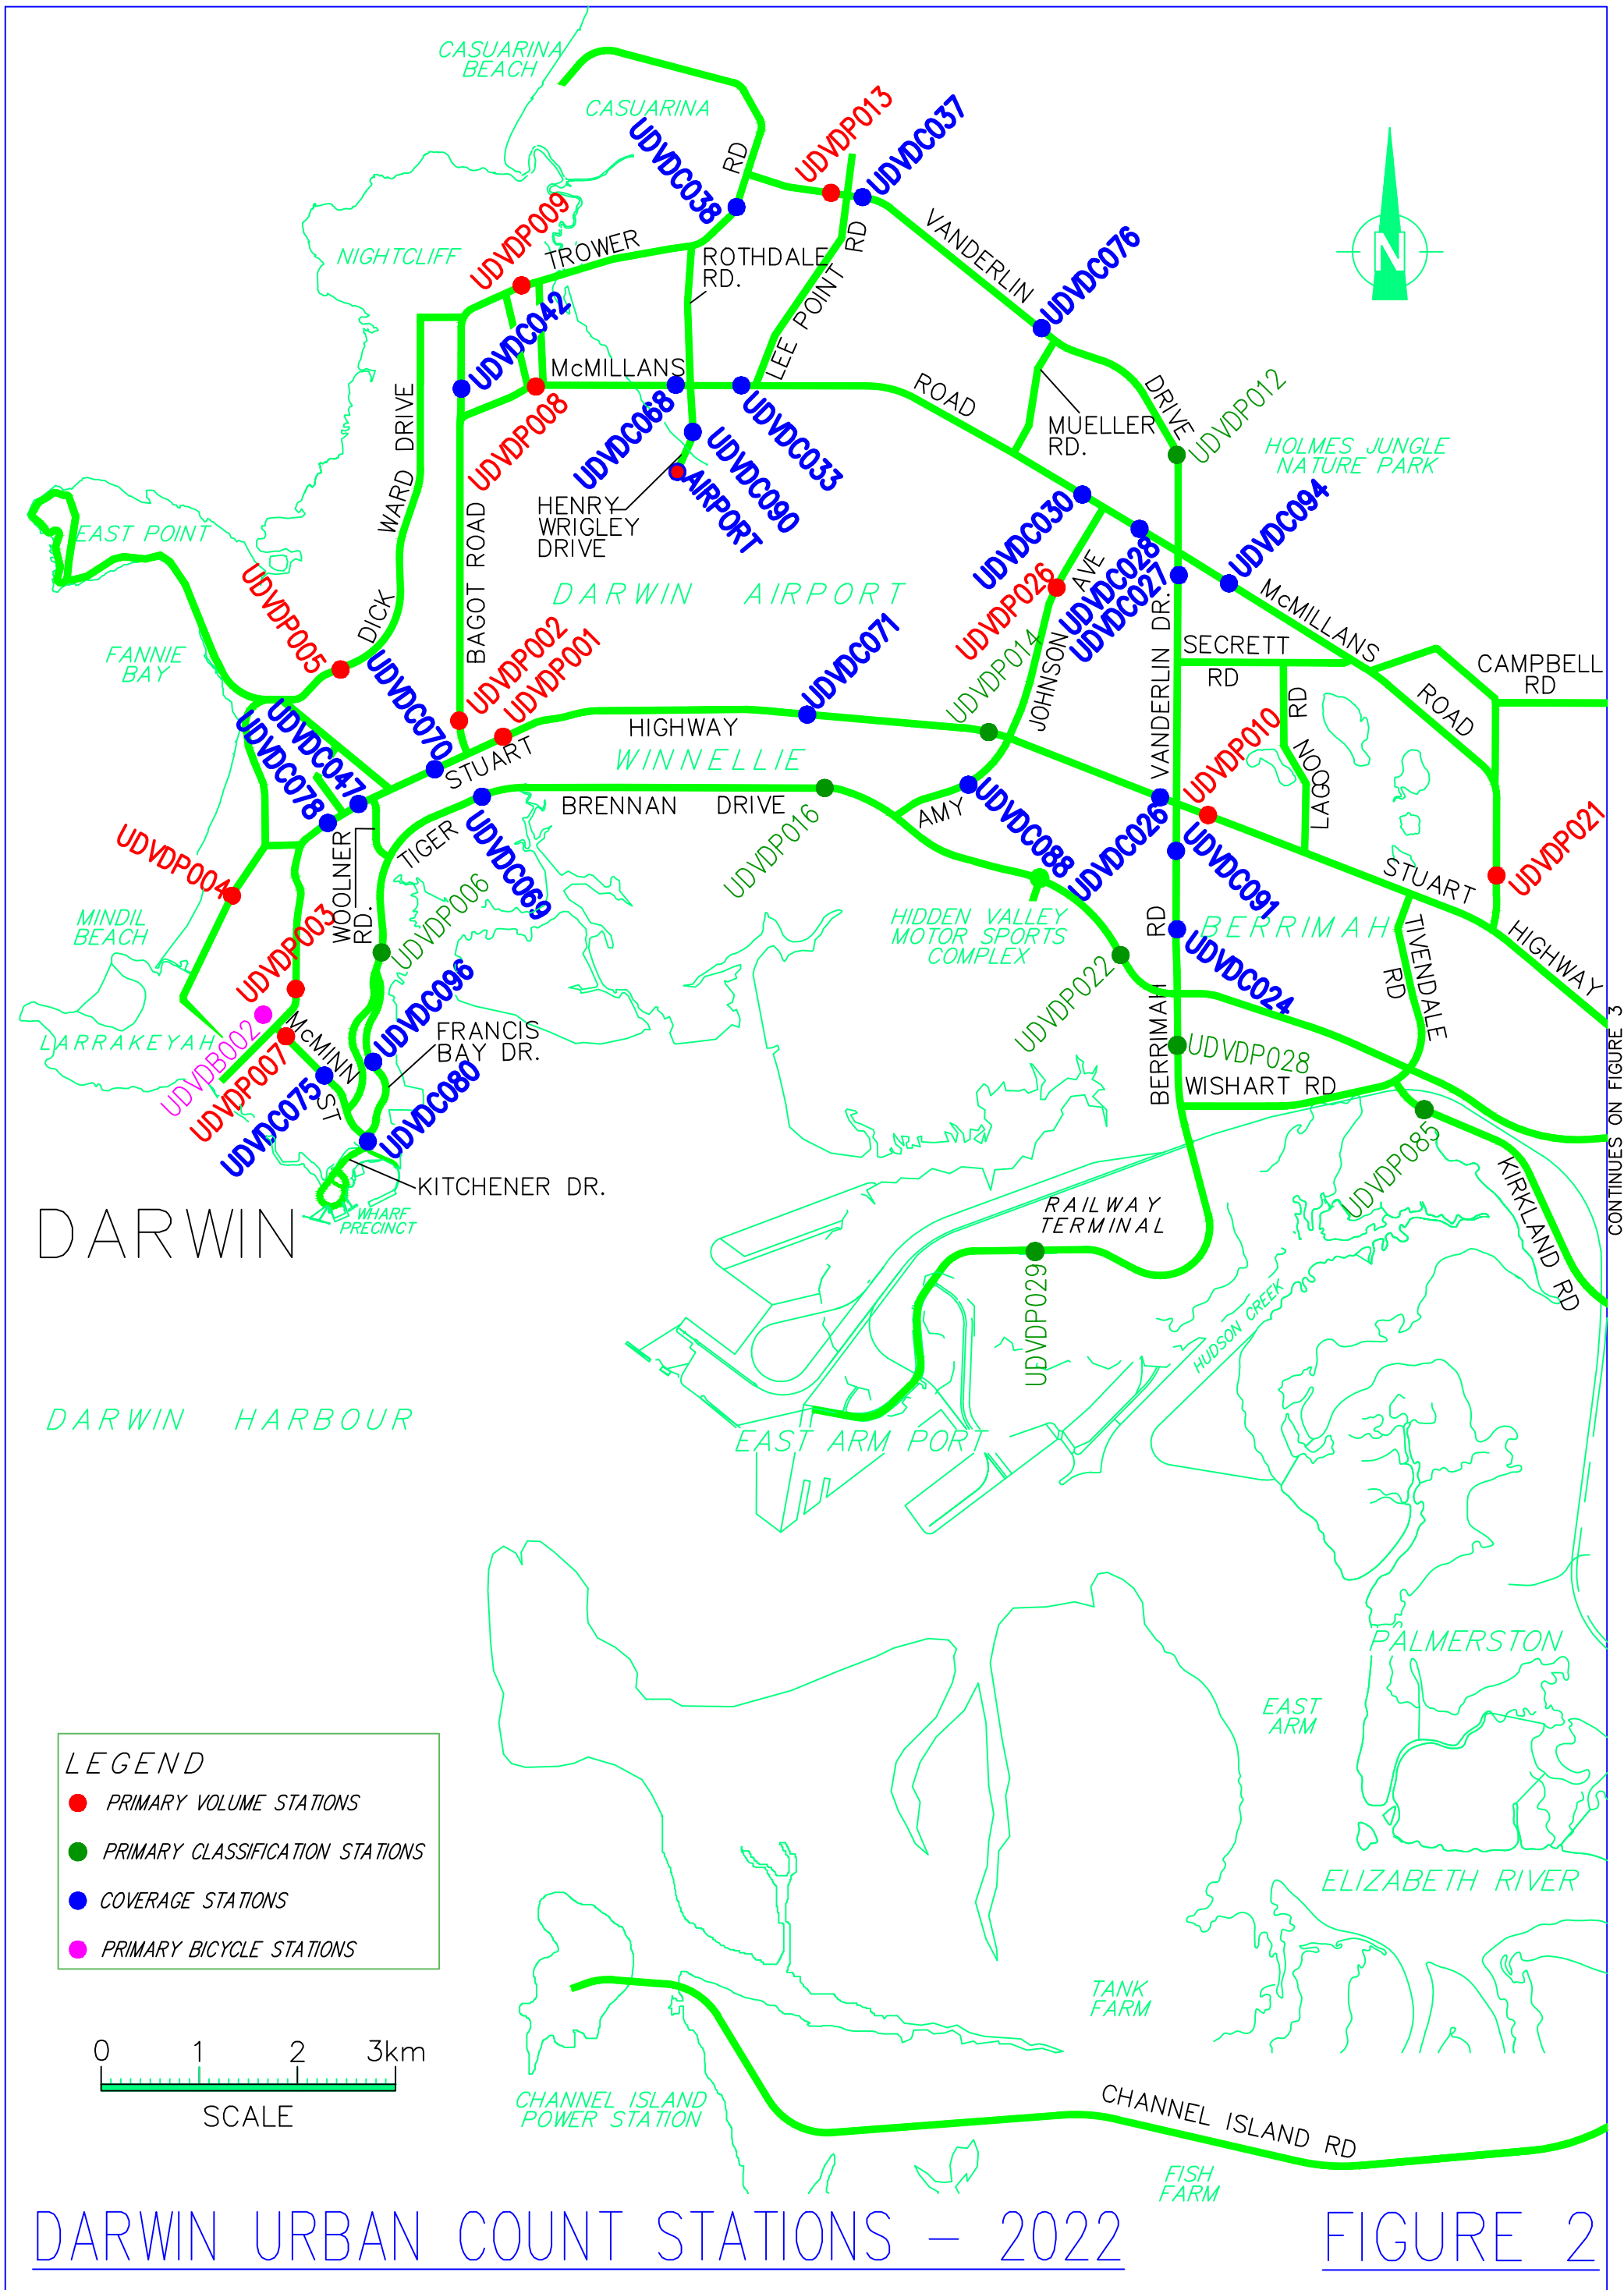 CASUARINA
BEACH
CASUARINA
UDVDP013
UDVDC037
UDVDC038
RD
UDVDP009
NIGHTCLIFF
TROWER
ROTHDALE
RD.
LEE POINT RD
VANDERLIN
UDVDC076
N
UDVDC042
McMILLANS
ROAD
DRIVE
UDVDP012
MUELLER
RD.
HOLMES JUNGLE
NATURE PARK
DICK WARD DRIVE
UDVDP008
UDVDC068
UDVDC033
UDVDC090
AIRPORT
HENRY
WRIGLEY
DRIVE
UDVDC030
UDVDC094
EAST POINT
BAGOT ROAD
UDVDC028
UDVDC027
DARWIN AIRPORT
UDVDP026
JOHNSON AVE
McMILLANS
ROAD
UDVDP005
FANNIE
BAY
UDVDP002
UDVDP001
UDVDC071
UDVDP014
VANDERLIN DR.
SECRETT
RD
CAMPBELL
RD
LAGOON RD
UDVDC070
UDVDC047
UDVDC078
STUART
HIGHWAY
WINNELLIE
UDVDP010
BRENNAN DRIVE
TIGER
AMY
UDVDP016
UDVDC069
UDVDC088
UDVDC026
UDVDC091
UDVDP021
UDVDP004
WOOLNER
RD.
UDVDP006
STUART
HIGHWAY
MINDIL
BEACH
UDVDP003
HIDDEN VALLEY
MOTOR SPORTS
COMPLEX
BERRIMAH
TIVENDALE
RD
UDVDC024
UDVDP022
BERRIMAH RD
LARRAKEYAH
UDVDB002
UDVDP007
McMINN
ST
UDVDC096
FRANCIS
BAY DR.
UDVDC075
UDVDC080
UDVDP028
WISHART RD
UDVDP085
KIRKLAND RD
CONTINUES ON FIGURE 3
KITCHENER DR.
WHARF
PRECINCT
DARWIN
RAILWAY
TERMINAL
UDVDP029
HUDSON CREEK
DARWIN HARBOUR
EAST ARM PORT
PALMERSTON
EAST
ARM
LEGEND
PRIMARY VOLUME STATIONS
PRIMARY CLASSIFICATION STATIONS
COVERAGE STATIONS
PRIMARY BICYCLE STATIONS
ELIZABETH RIVER
TANK
FARM
0 1 2 3km
SCALE
CHANNEL ISLAND
POWER STATION
CHANNEL ISLAND RD
FISH
FARM
DARWIN URBAN COUNT STATIONS - 2022
FIGURE 2